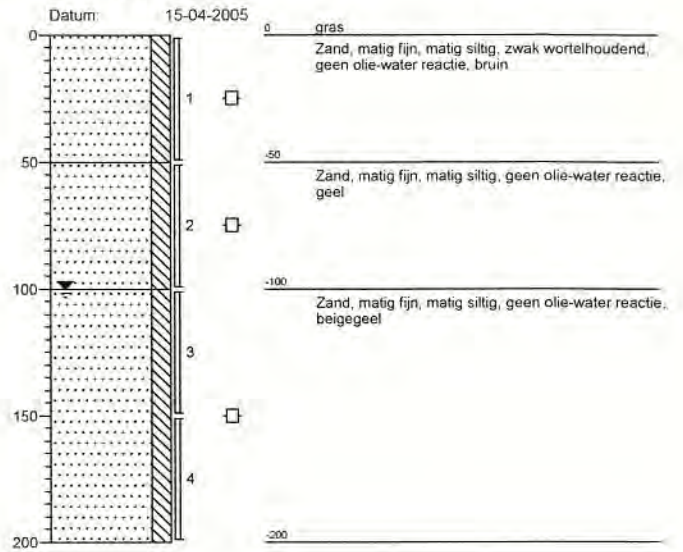 Datum: 15-04-2005
0
0 gras
Zand, matig fijn, matig siltig, zwak wortelhoudend,
geen olie-water reactie, bruin
1
50
-50
Zand, matig fijn, matig siltig, geen olie-water reactie,
geel
2
100
-100
Zand, matig fijn, matig siltig, geen olie-water reactie,
beigegeel
3
150
4
200
-200